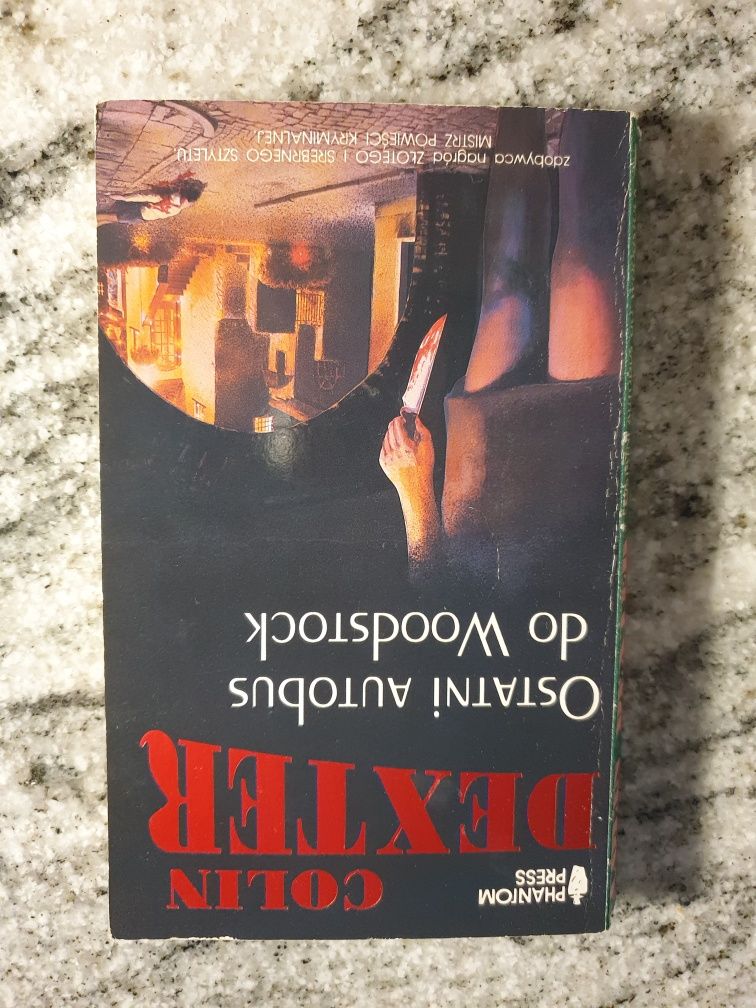 PHANTOM
PRESS
COLIN
DEXTER
OSTATNI AUTOBUS
do WOODSTOCK
zdobywca nagród ZŁOTEGO I SREBRNEGO SZTYLETU.
MISTRZ POWIEŚCI KRYMINALNEJ.